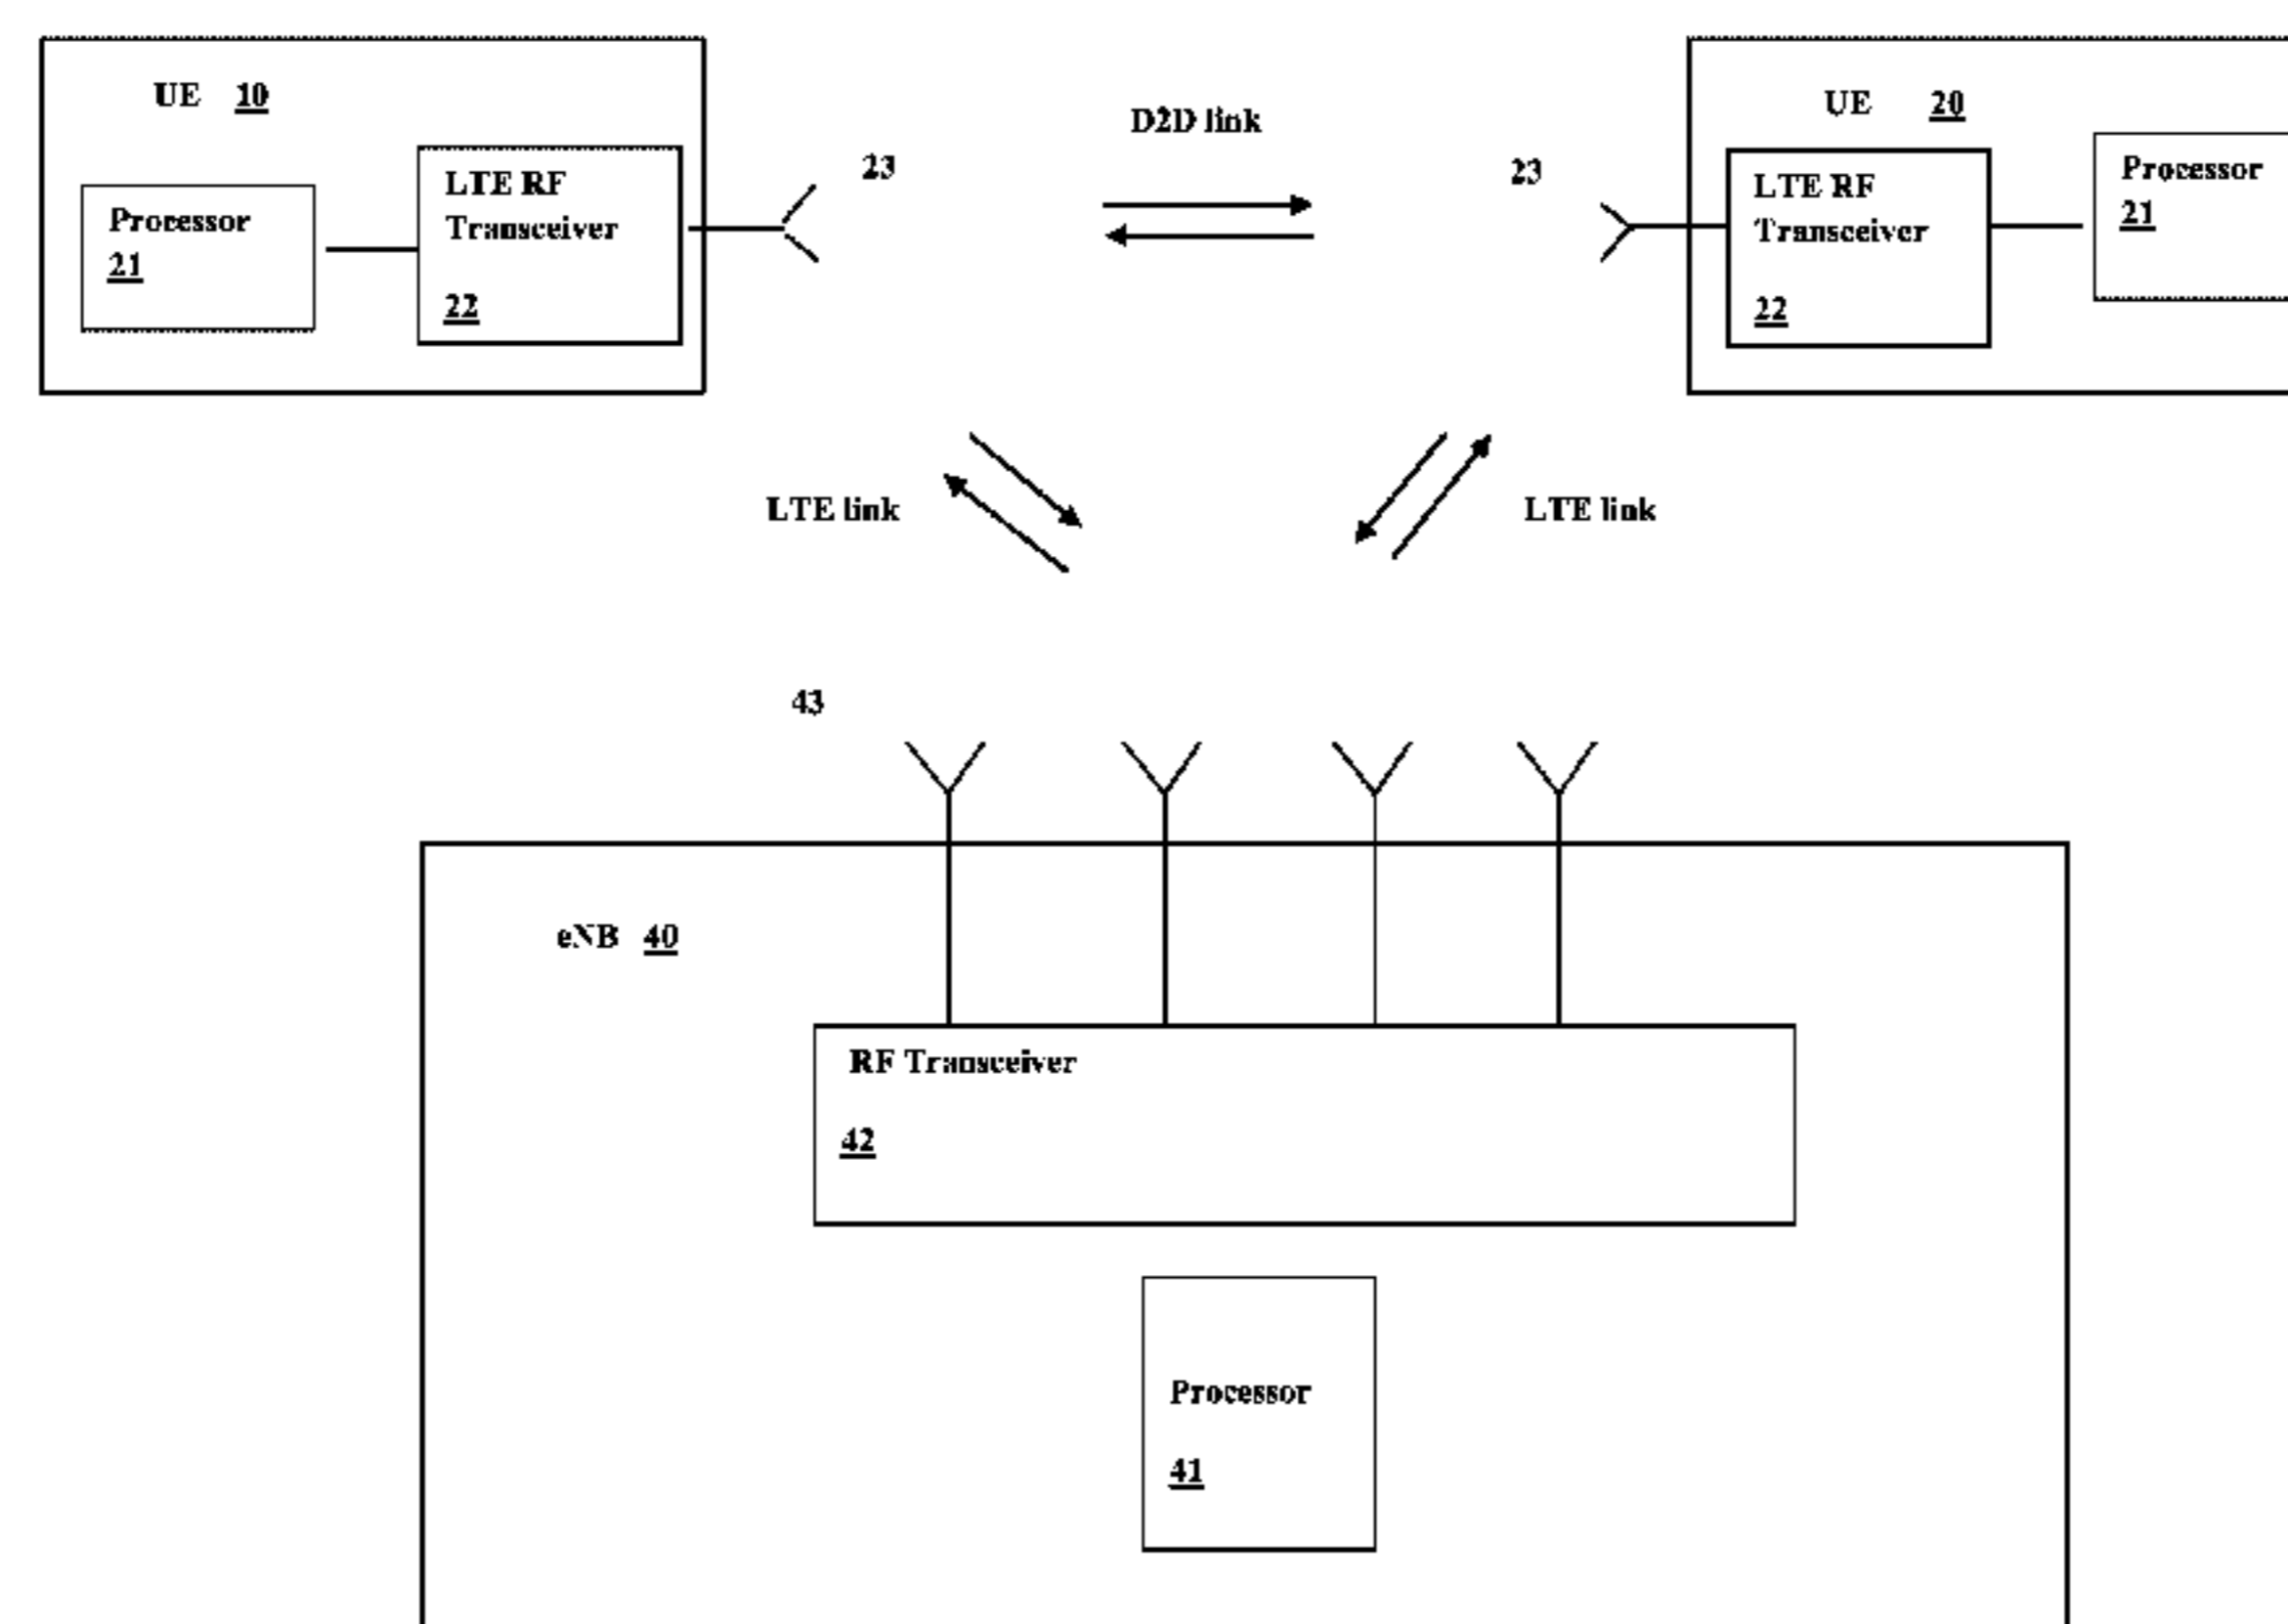 UE 10
Processor
21
LTE RF
Transceiver
22
23
D2D link
23
UE 20
LTE RF
Transceiver
22
Processor
21
LTE link
LTE link
43
eNB 40
RF Transceiver
42
Processor
41